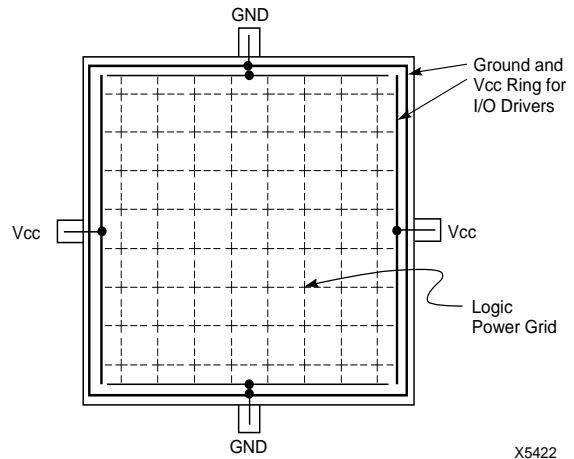 GND
Ground and
Vcc Ring for
I/O Drivers
Vcc
Vcc
Logic
Power Grid
GND
X5422